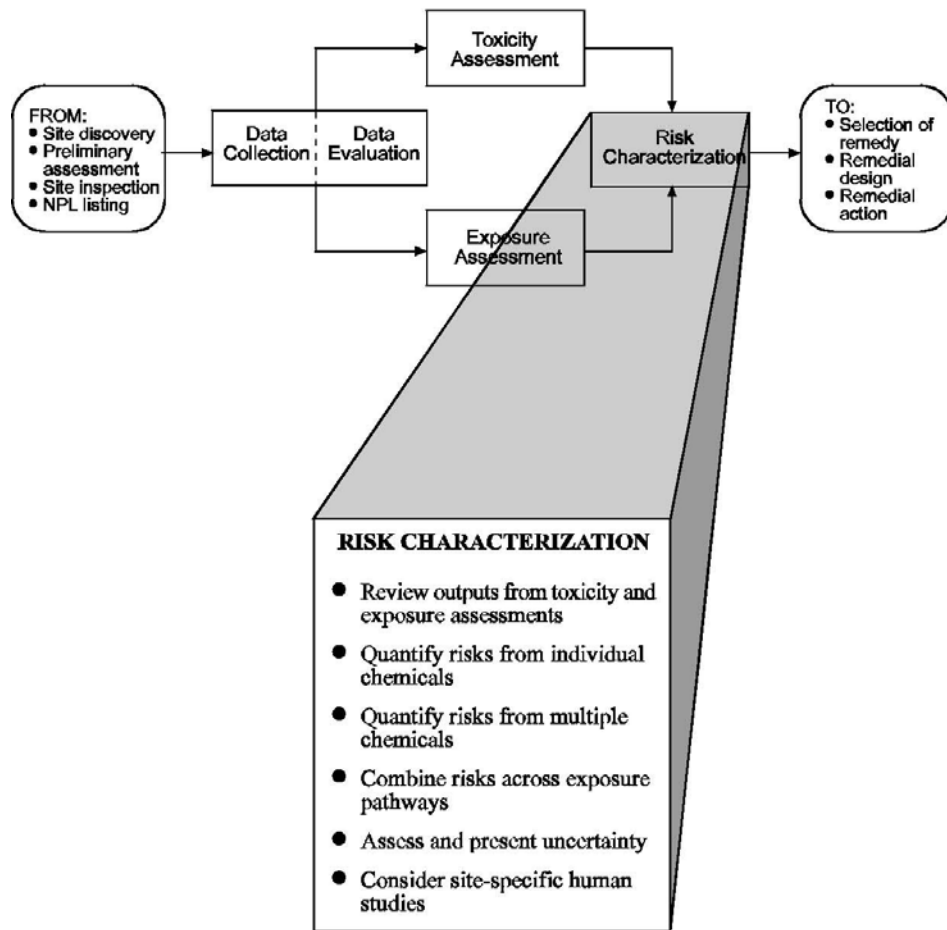 Toxicity
Assessment
FROM:
● Site discovery
● Preliminary
assessment
● Site inspection
● NPL listing
Data
Collection
Data
Evaluation
Risk
Characterization
TO:
● Selection of
remedy
● Remedial
design
● Remedial
action
Exposure
Assessment
RISK CHARACTERIZATION
● Review outputs from toxicity and
exposure assessments
● Quantify risks from individual
chemicals
● Quantify risks from multiple
chemicals
● Combine risks across exposure
pathways
● Assess and present uncertainty
● Consider site-specific human
studies